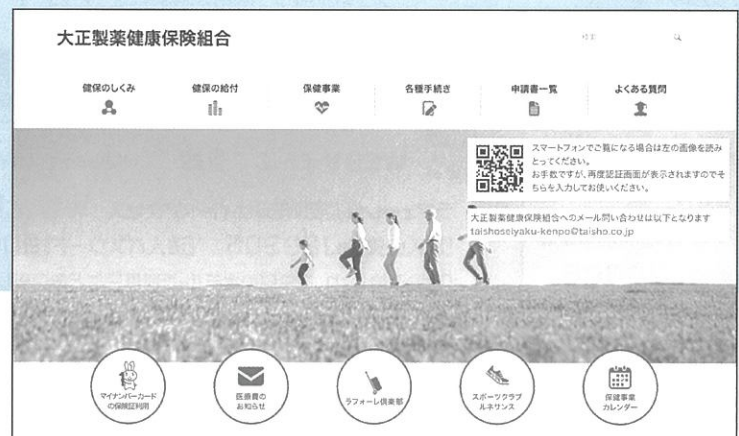 大正製薬健康保険組合
検索
健保のしくみ
健保の給付
保健事業
各種手続き
申請書一覧
よくある質問
スマートフォンでご覧になる場合は左の画像を読み
とってください。
お手数ですが、再度認証画面が表示されますのでそ
ちらを入力してお使いください。
大正製薬健康保険組合へのメール問い合わせは以下となります
taishoseiyaku-kenpo@taisho.co.jp
マイナンバーカード
の保険証利用
医療費の
お知らせ
ラフォーレ倶楽部
スポーツクラブ
ルネサンス
保健事業
カレンダー